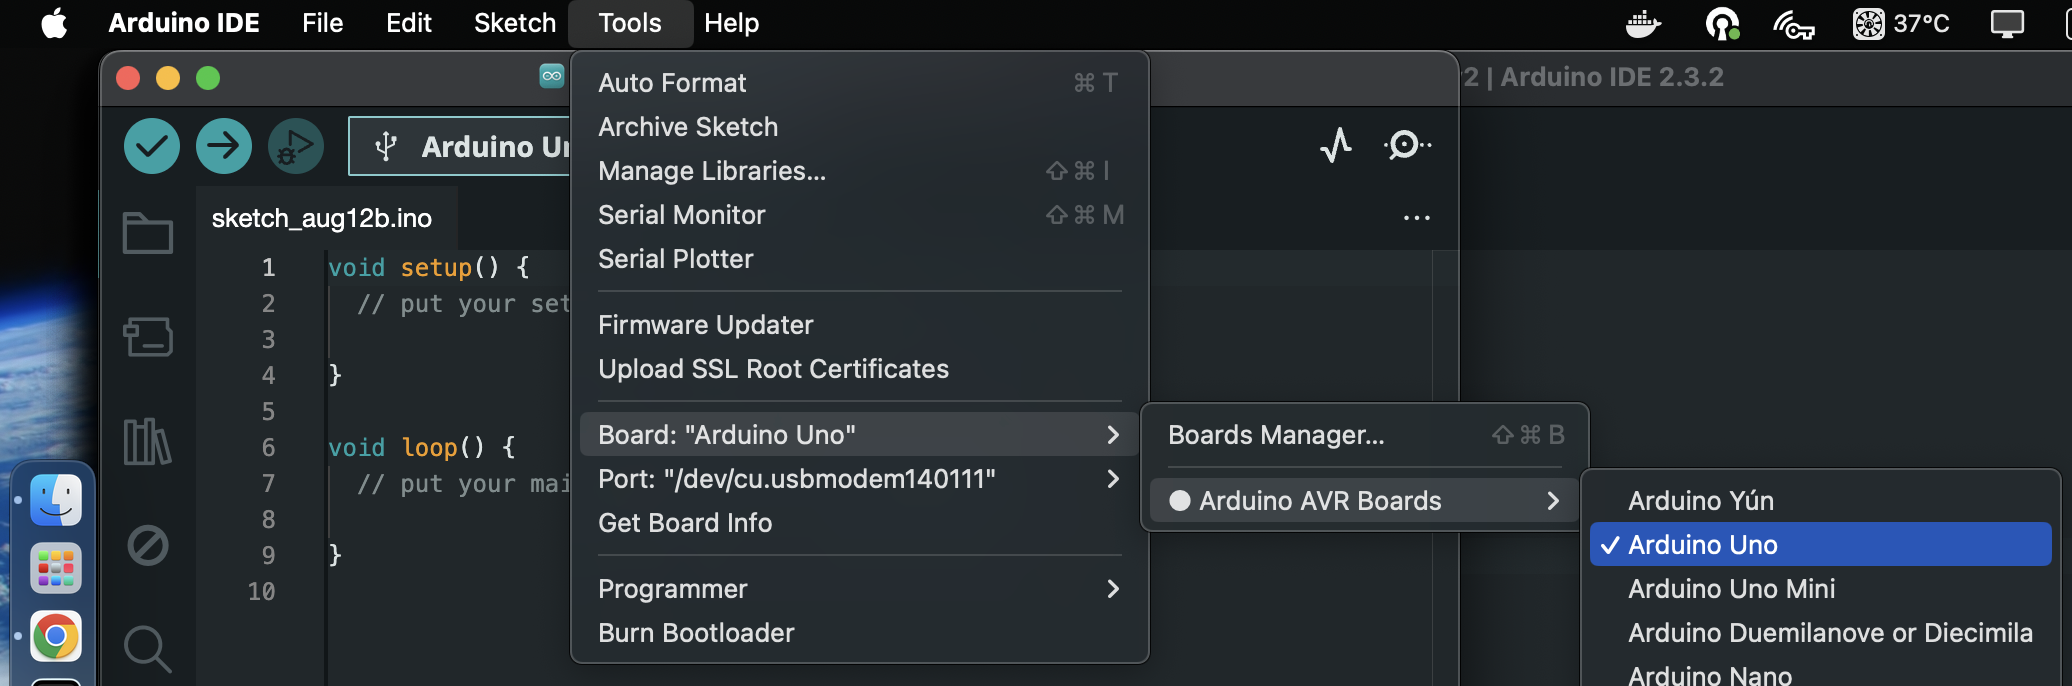 Arduino IDE File Edit Sketch Tools Help 37°C
2 | Arduino IDE 2.3.2
Arduino U
sketch_aug12b.ino
1 void setup() {
2 // put your set
3
4 }
5
6 void loop() {
7 // put your mai
8
9 }
10
Auto Format ⌘ T
Archive Sketch
Manage Libraries... ⇧ ⌘ I
Serial Monitor ⇧ ⌘ M
Serial Plotter
Firmware Updater
Upload SSL Root Certificates
Board: "Arduino Uno"
Port: "/dev/cu.usbmodem140111"
Get Board Info
Programmer
Burn Bootloader
Boards Manager... ⇧ ⌘ B
Arduino AVR Boards
Arduino Yún
✓ Arduino Uno
Arduino Uno Mini
Arduino Duemilanove or Diecimila
Arduino Nano